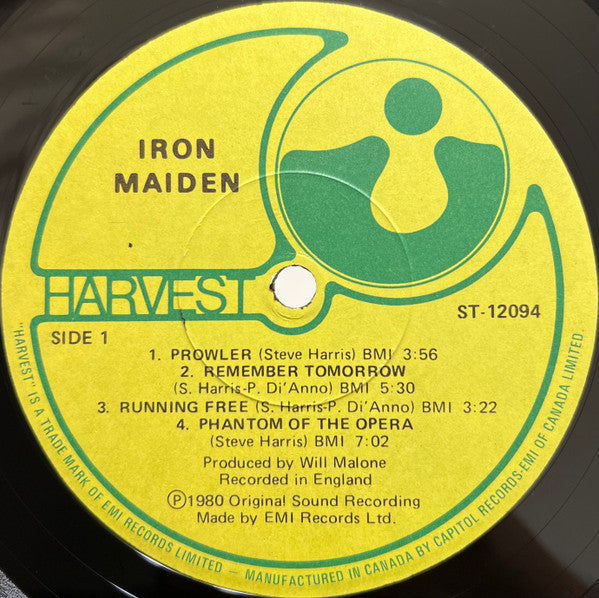 IRON
MAIDEN
HARVEST
ST-12094
SIDE 1
1. PROWLER (Steve Harris) BMI 3:56
2. REMEMBER TOMORROW
(S. Harris-P. Di'Anno) BMI 5:30
3. RUNNING FREE (S. Harris-P. Di'Anno) BMI 3:22
4. PHANTOM OF THE OPERA
(Steve Harris) BMI 7:02
Produced by Will Malone
Recorded in England
Ⓟ1980 Original Sound Recording
Made by EMI Records Ltd.
"HARVEST" IS A TRADE MARK OF EMI RECORDS LIMITED — MANUFACTURED IN CANADA BY CAPITOL RECORDS-EMI OF CANADA LIMITED